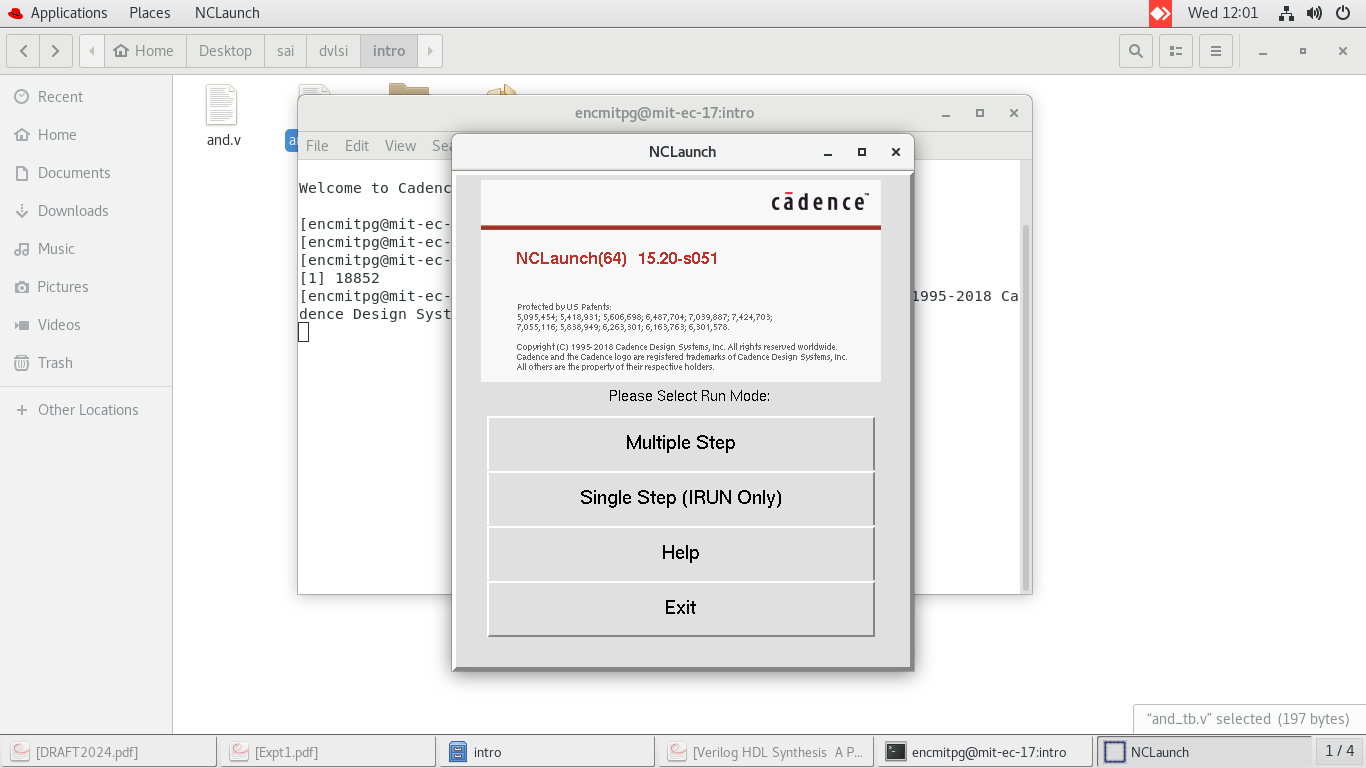 Applications Places NCLaunch Wed 12:01
Home Desktop sai dvlsi intro
Recent
Home
Documents
Downloads
Music
Pictures
Videos
Trash
Other Locations
and.v
encmitpg@mit-ec-17:intro
File Edit View Sea
Welcome to Cadenc
[encmitpg@mit-ec-
[encmitpg@mit-ec-
[encmitpg@mit-ec-
[1] 18852
[encmitpg@mit-ec- 1995-2018 Ca
dence Design Syst
NCLaunch
cādence™
NCLaunch(64) 15.20-s051
Protected by US Patents:
5,095,454; 5,418,931; 5,606,698; 6,487,704; 7,039,887; 7,424,703;
7,055,116; 5,838,949; 6,263,301; 6,163,763; 6,301,578.
Copyright (C) 1995-2018 Cadence Design Systems, Inc. All rights reserved worldwide.
Cadence and the Cadence logo are registered trademarks of Cadence Design Systems, Inc.
All others are the property of their respective holders.
Please Select Run Mode:
Multiple Step
Single Step (IRUN Only)
Help
Exit
“and_tb.v” selected (197 bytes)
[DRAFT2024.pdf] [Expt1.pdf] intro [Verilog HDL Synthesis A P... encmitpg@mit-ec-17:intro NCLaunch 1 / 4